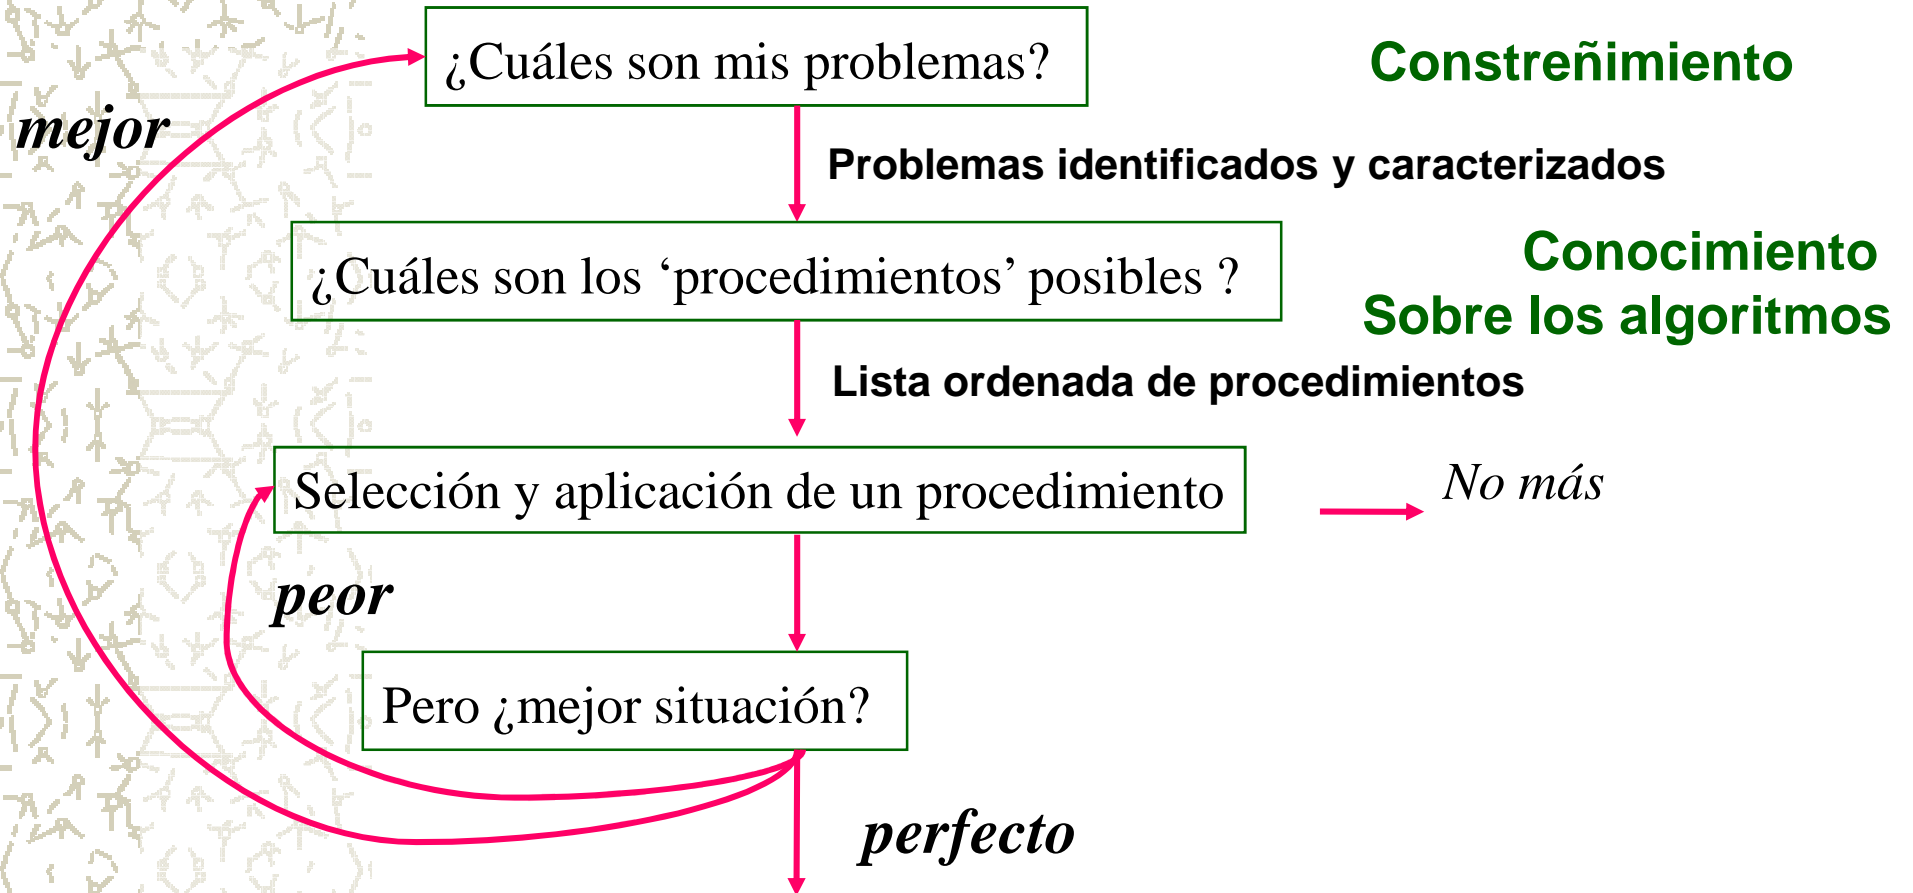 ¿Cuáles son mis problemas?
Constreñimiento
mejor
Problemas identificados y caracterizados
¿Cuáles son los ‘procedimientos’ posibles ?
Conocimiento
Sobre los algoritmos
Lista ordenada de procedimientos
Selección y aplicación de un procedimiento
No más
peor
Pero ¿mejor situación?
perfecto